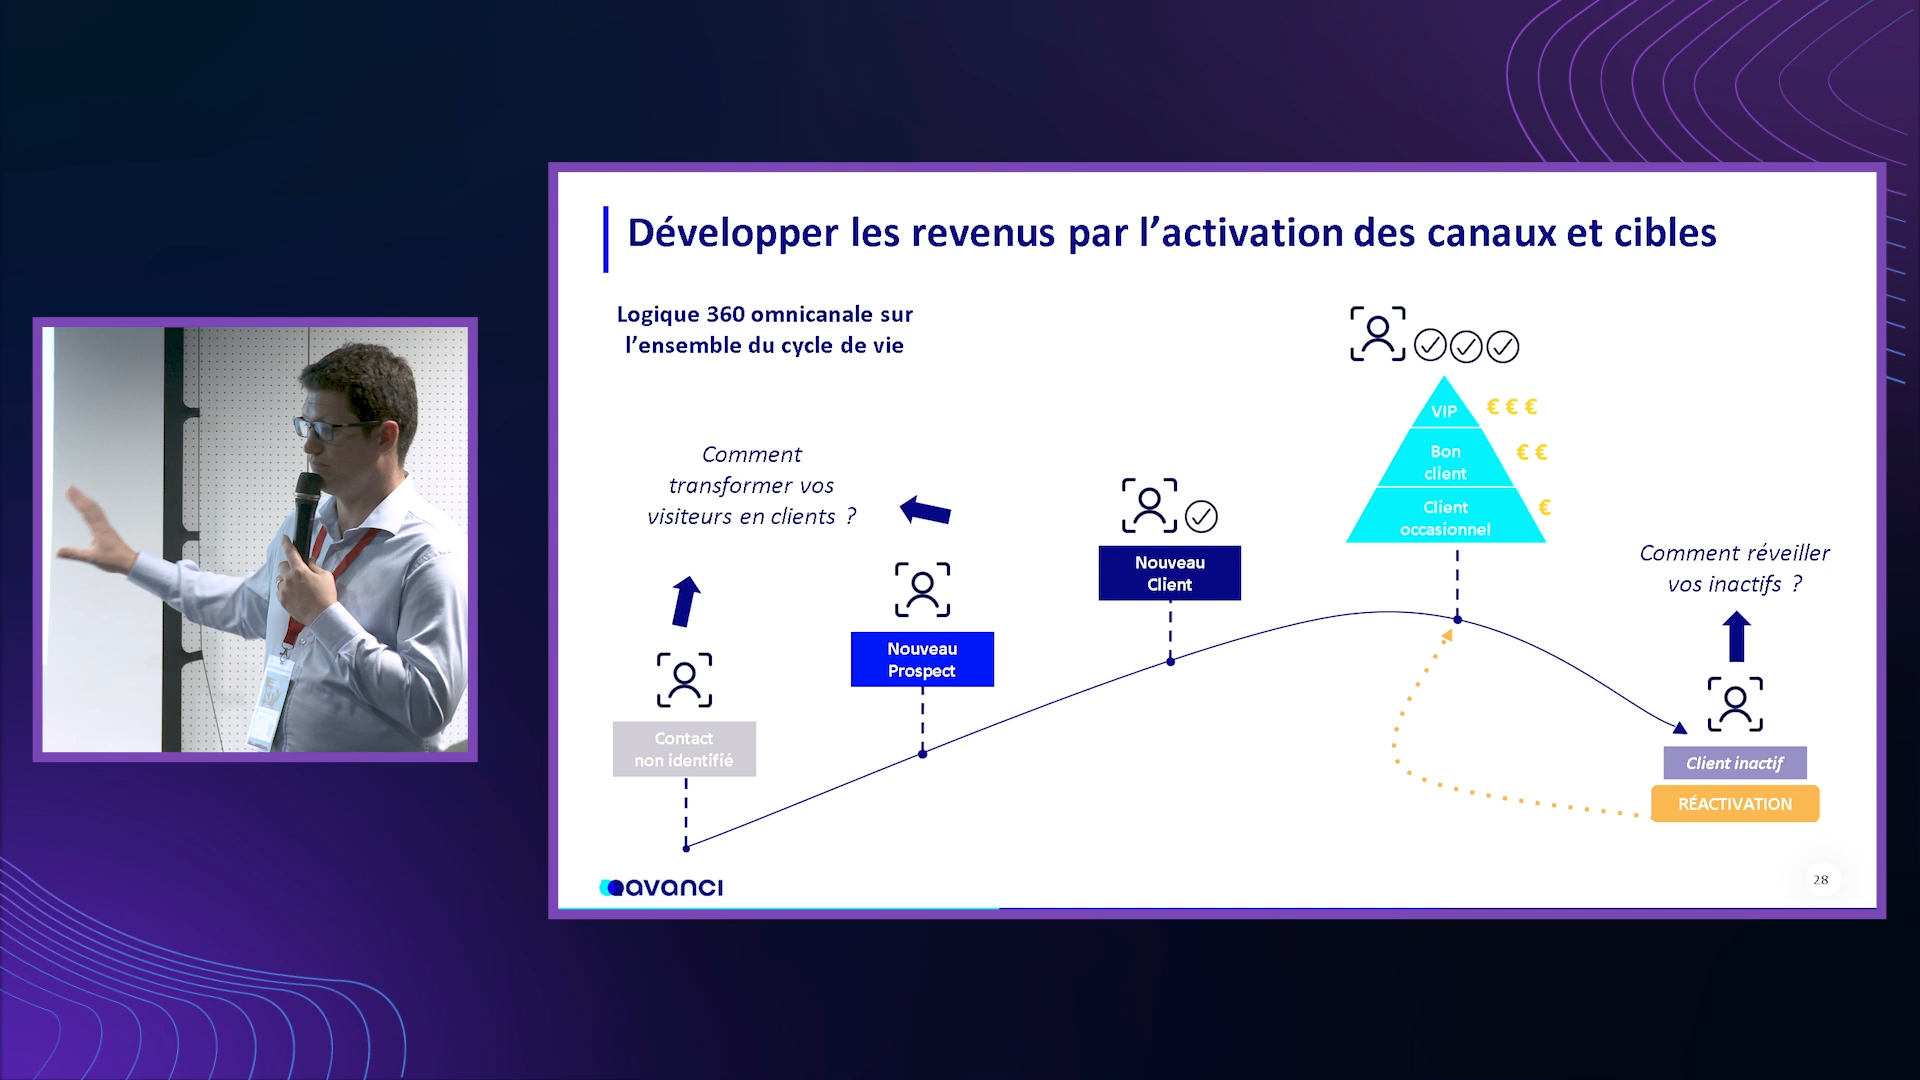 Développer les revenus par l’activation des canaux et cibles
Logique 360 omnicanale sur
l’ensemble du cycle de vie
Comment
transformer vos
visiteurs en clients ?
Contact
non identifié
Nouveau
Prospect
Nouveau
Client
VIP
€ € €
Bon
client
€ €
Client
occasionnel
€
Comment réveiller
vos inactifs ?
Client inactif
RÉACTIVATION
avanci
28